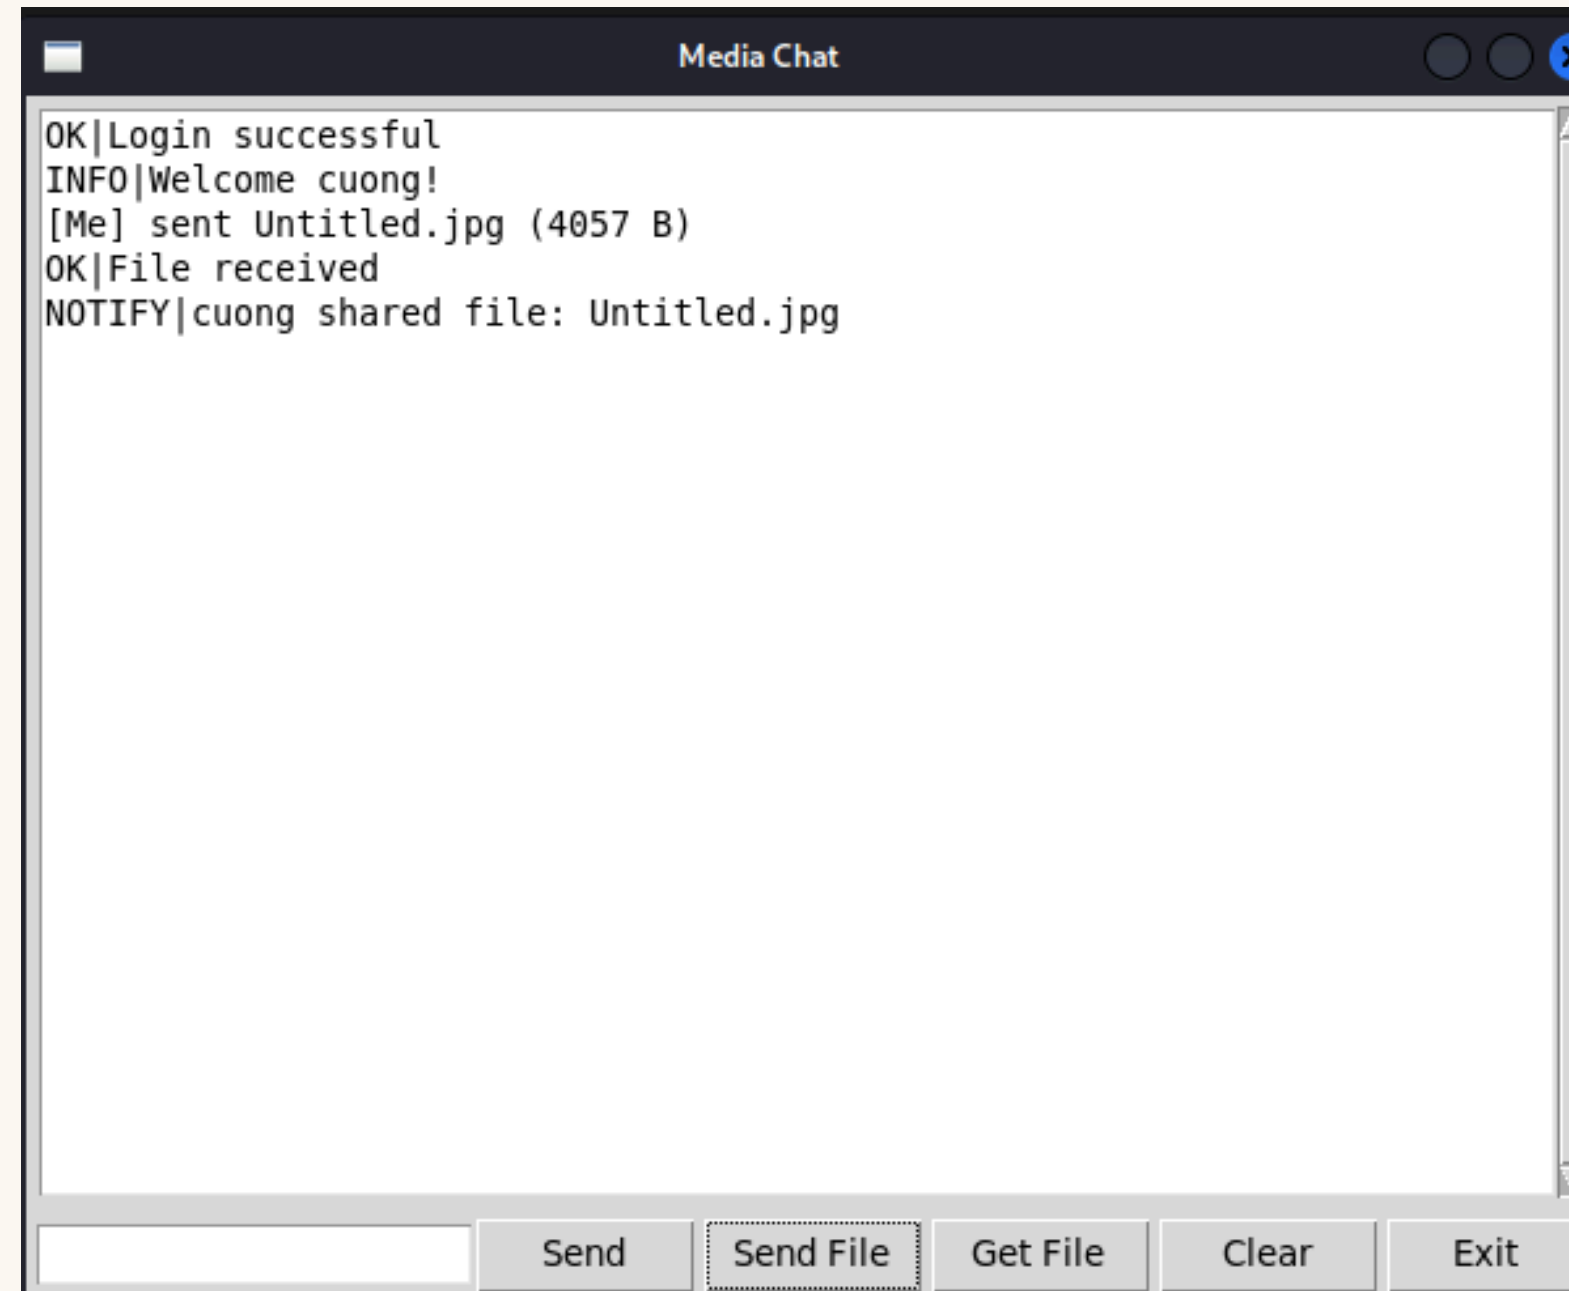 Media Chat
OK|Login successful
INFO|Welcome cuong!
[Me] sent Untitled.jpg (4057 B)
OK|File received
NOTIFY|cuong shared file: Untitled.jpg
Send Send File Get File Clear Exit